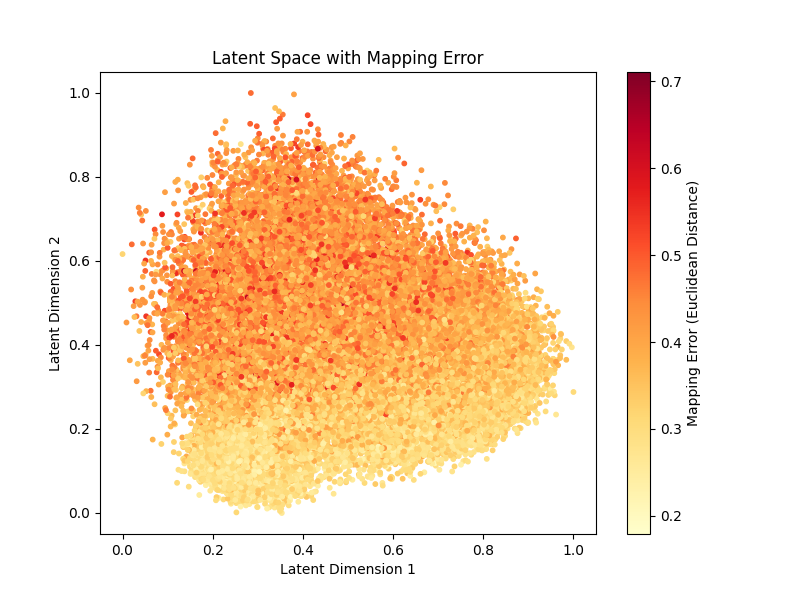 Latent Space with Mapping Error
1.0
0.8
0.6
0.4
0.2
0.0
Latent Dimension 2
0.0 0.2 0.4 0.6 0.8 1.0
Latent Dimension 1
0.7
0.6
0.5
0.4
0.3
0.2
Mapping Error (Euclidean Distance)